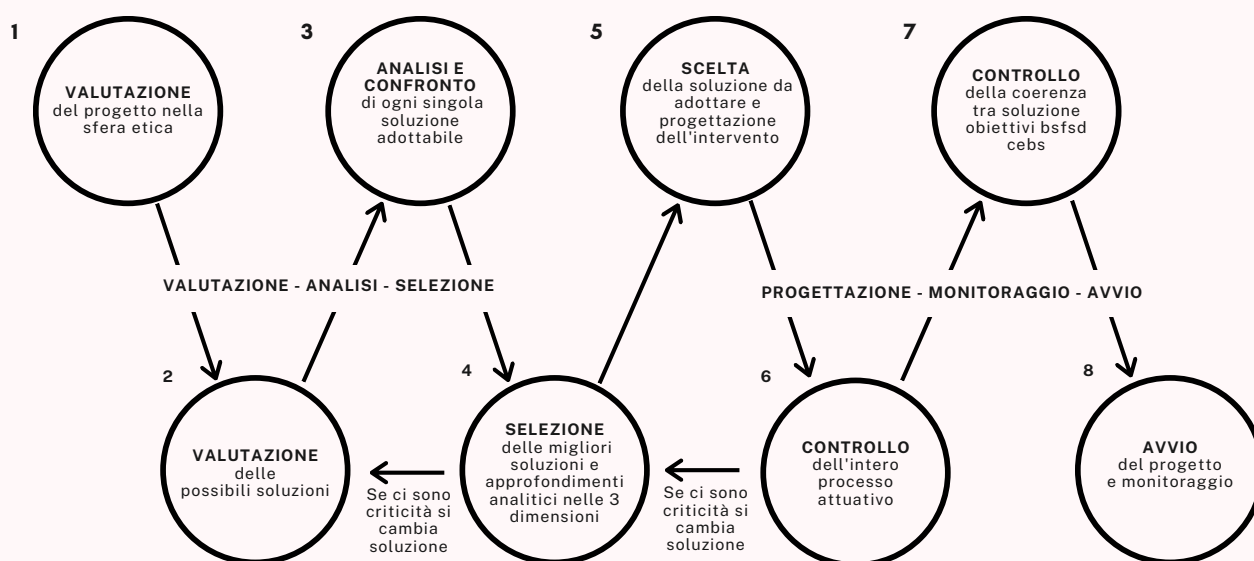 1
VALUTAZIONE
del progetto nella
sfera etica
3
ANALISI E
CONFRONTO
di ogni singola
soluzione
adottabile
5
SCELTA
della soluzione da
adottare e
progettazione
dell'intervento
7
CONTROLLO
della coerenza
tra soluzione
obiettivi bsfsd
cebs
VALUTAZIONE - ANALISI - SELEZIONE
PROGETTAZIONE - MONITORAGGIO - AVVIO
2
VALUTAZIONE
delle
possibili soluzioni
Se ci sono
criticità si
cambia
soluzione
4
SELEZIONE
delle migliori
soluzioni e
approfondimenti
analitici nelle 3
dimensioni
Se ci sono
criticità si
cambia
soluzione
6
CONTROLLO
dell'intero
processo
attuativo
8
AVVIO
del progetto
e monitoraggio